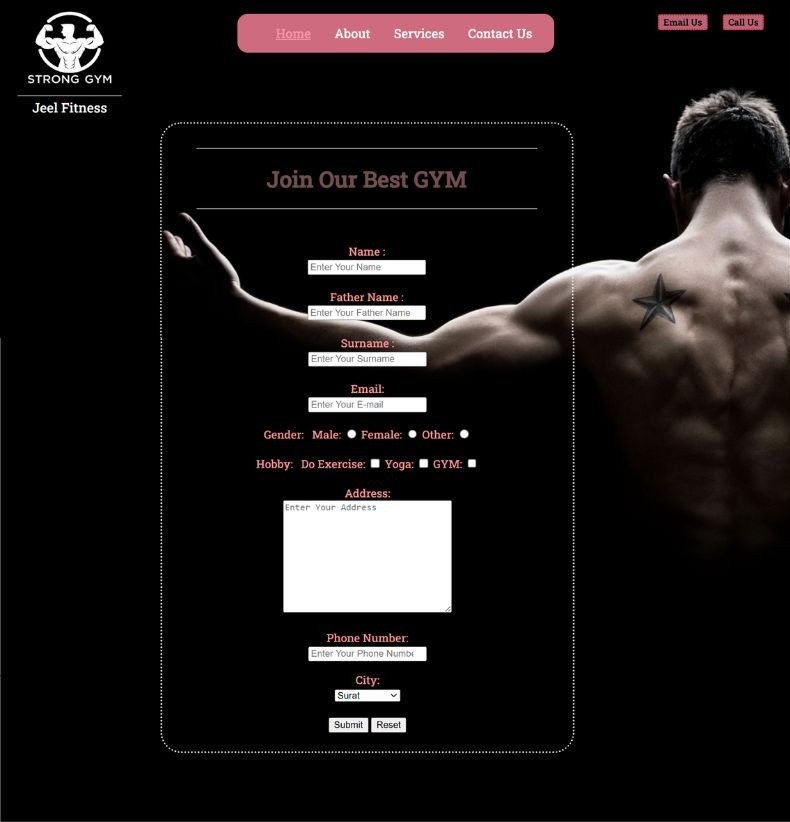 STRONG GYM
Jeel Fitness
Home About Services Contact Us
Email Us Call Us
Join Our Best GYM
Name :
Enter Your Name
Father Name :
Enter Your Father Name
Surname :
Enter Your Surname
Email:
Enter Your E-mail
Gender: Male: Female: Other:
Hobby: Do Exercise: Yoga: GYM:
Address:
Enter Your Address
Phone Number:
Enter Your Phone Numbe
City:
Surat
Submit Reset